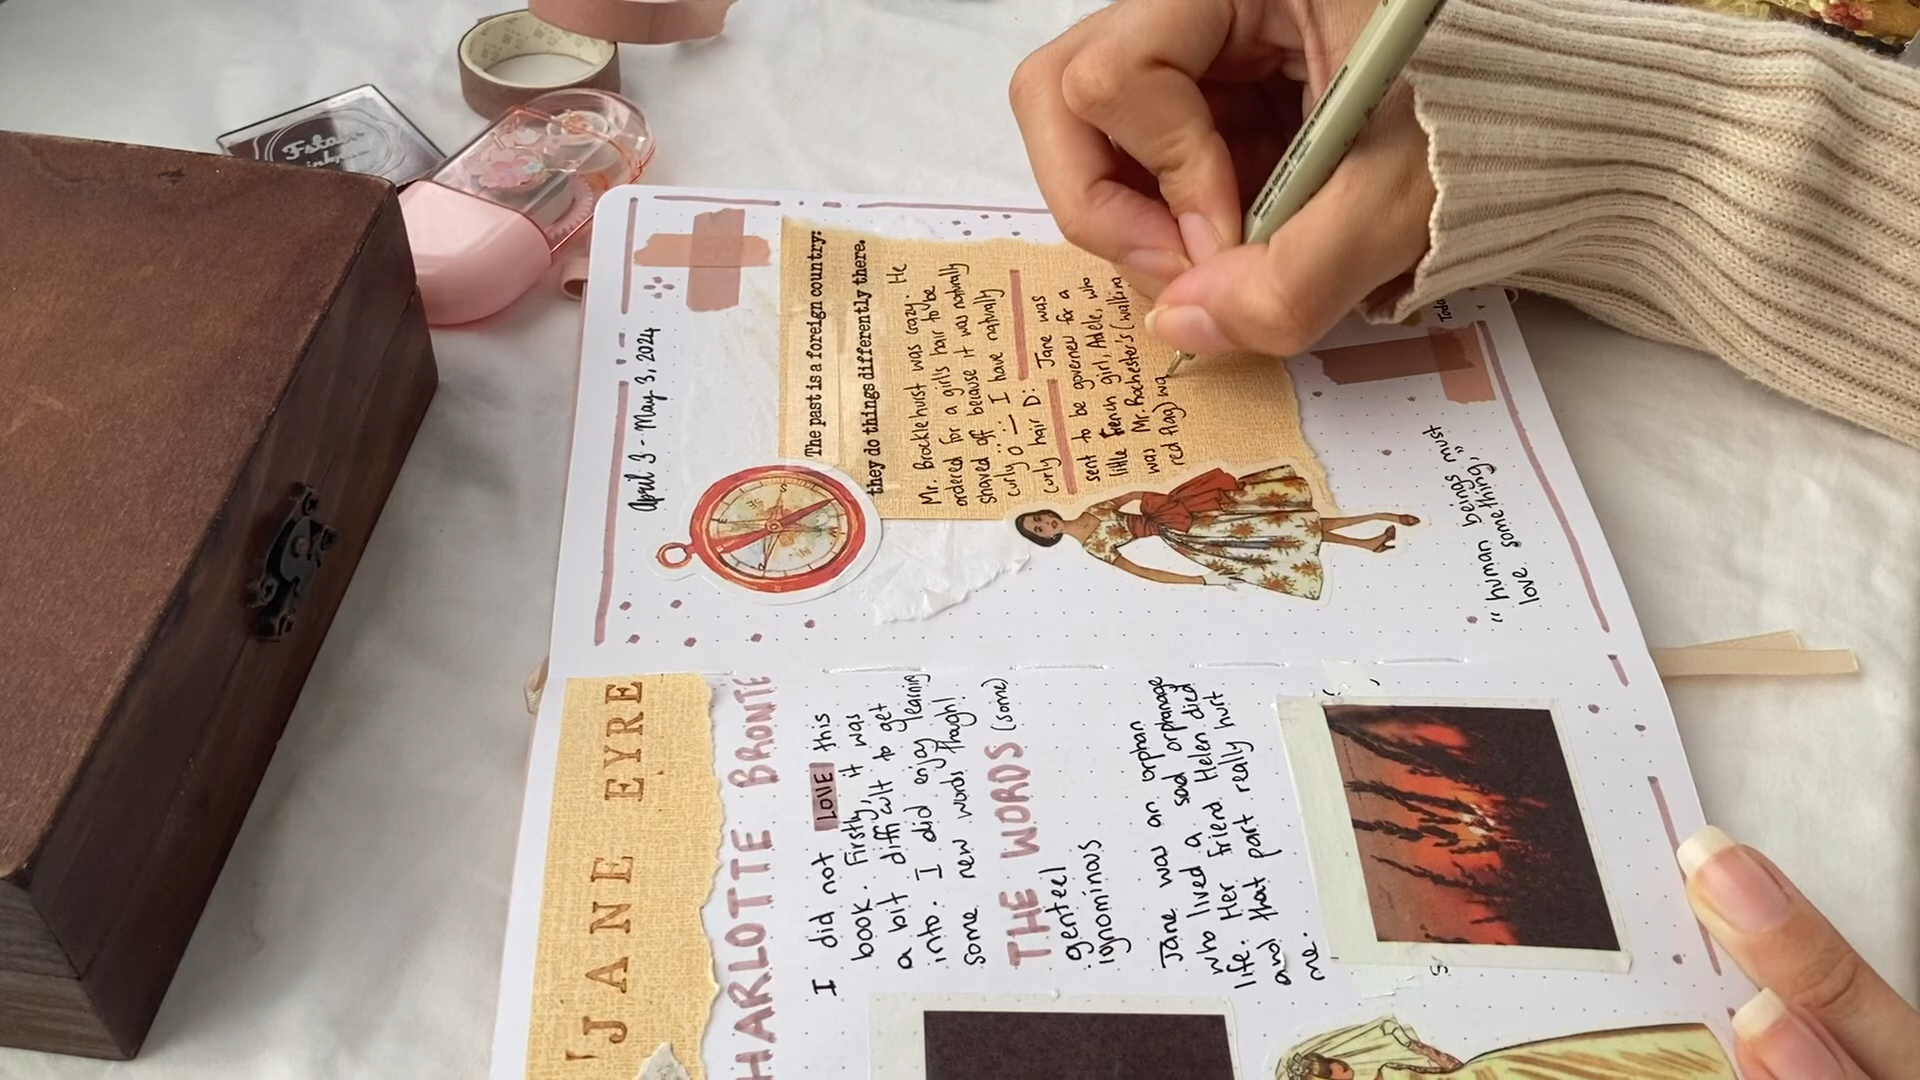 'JANE EYRE
HARLOTTE BRONTE
I did not LOVE this
book. Firstly, it was
a bit difficult to get
into. I did enjoy learning
some new words though!
THE WORDS (some)
genteel
ignominous
Jane was an orphan
who lived a sad orphanage
life. Her friend Helen died
and that part really hurt
me.
April 3 - May 3, 2024
The past is a foreign country:
they do things differently there.
Mr. Brocklehurst was crazy. He
ordered for a girls hair to be
shaved off because it was naturally
curly I have naturally
curly hair D:
Jane was
sent to be governer for a
little french girl, Adele, who
was Mr. Rochester's (walkin
red flag) wa
Toda
"human beings must
love something,"